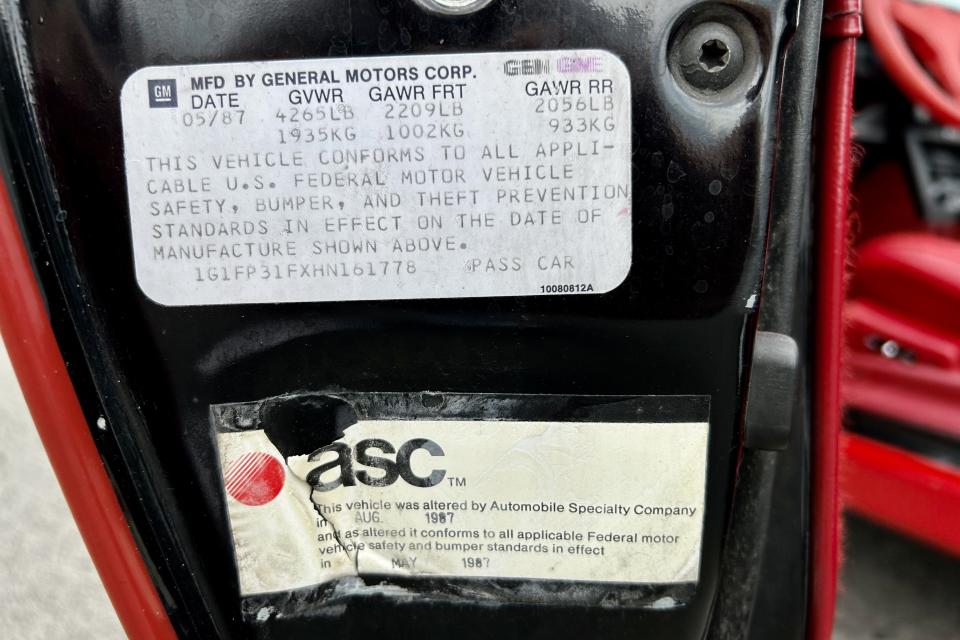 GM
MFD BY GENERAL MOTORS CORP.
DATE GVWR GAWR FRT GAWR RR
05/87 4265LB 2209LB 2056LB
1935KG 1002KG 933KG
THIS VEHICLE CONFORMS TO ALL APPLI-
CABLE U.S. FEDERAL MOTOR VEHICLE
SAFETY, BUMPER, AND THEFT PREVENTION
STANDARDS IN EFFECT ON THE DATE OF
MANUFACTURE SHOWN ABOVE.
1G1FP31FXHN161778 PASS CAR
10080812A
asc TM
This vehicle was altered by Automobile Specialty Company
in AUG. 1987
and as altered it conforms to all applicable Federal motor
vehicle safety and bumper standards in effect
in MAY 1987